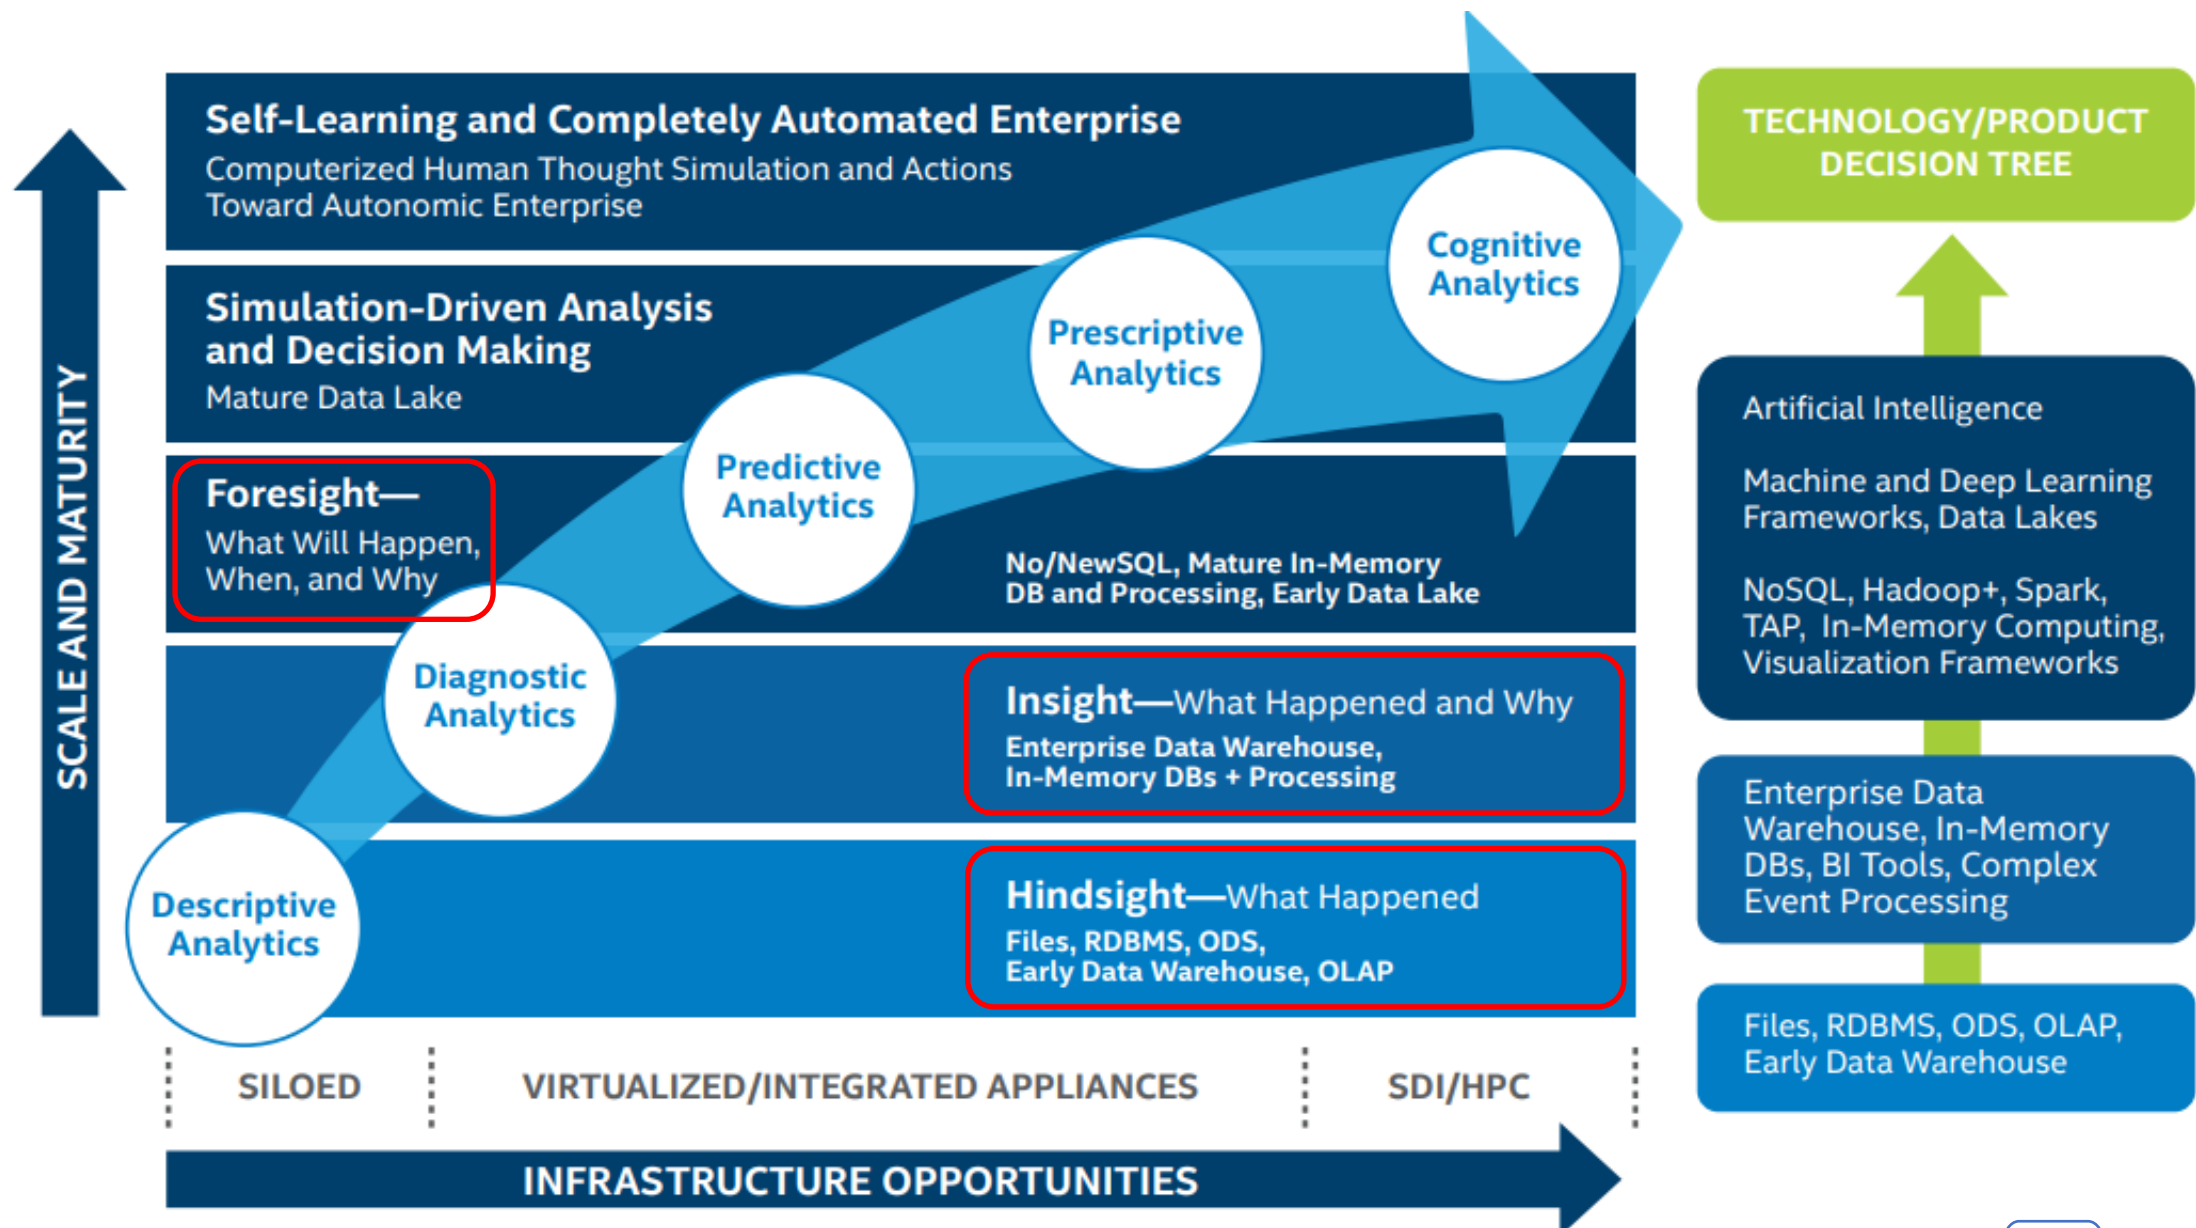 SCALE AND MATURITY
Self-Learning and Completely Automated Enterprise
Computerized Human Thought Simulation and Actions
Toward Autonomic Enterprise
Simulation-Driven Analysis
and Decision Making
Mature Data Lake
Foresight—
What Will Happen,
When, and Why
No/NewSQL, Mature In-Memory
DB and Processing, Early Data Lake
Insight—What Happened and Why
Enterprise Data Warehouse,
In-Memory DBs + Processing
Hindsight—What Happened
Files, RDBMS, ODS,
Early Data Warehouse, OLAP
Cognitive
Analytics
Prescriptive
Analytics
Predictive
Analytics
Diagnostic
Analytics
Descriptive
Analytics
SILOED
VIRTUALIZED/INTEGRATED APPLIANCES
SDI/HPC
INFRASTRUCTURE OPPORTUNITIES
TECHNOLOGY/PRODUCT
DECISION TREE
Artificial Intelligence
Machine and Deep Learning
Frameworks, Data Lakes
NoSQL, Hadoop+, Spark,
TAP, In-Memory Computing,
Visualization Frameworks
Enterprise Data
Warehouse, In-Memory
DBs, BI Tools, Complex
Event Processing
Files, RDBMS, ODS, OLAP,
Early Data Warehouse